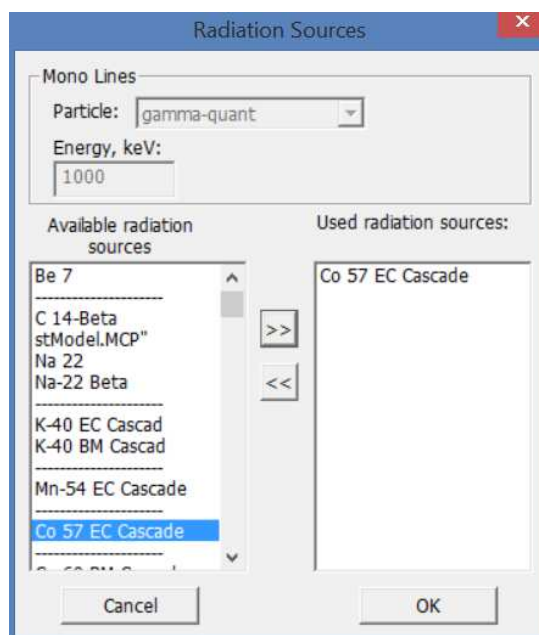 Radiation Sources
Mono Lines
Particle: gamma-quant
Energy, keV:
1000
Available radiation
sources
Used radiation sources:
Be 7
----------------------
C 14-Beta
stModel.MCP"
Na 22
Na-22 Beta
----------------------
K-40 EC Cascad
K-40 BM Cascad
----------------------
Mn-54 EC Cascade
----------------------
Co 57 EC Cascade
----------------------
>>
<<
Co 57 EC Cascade
Cancel
OK